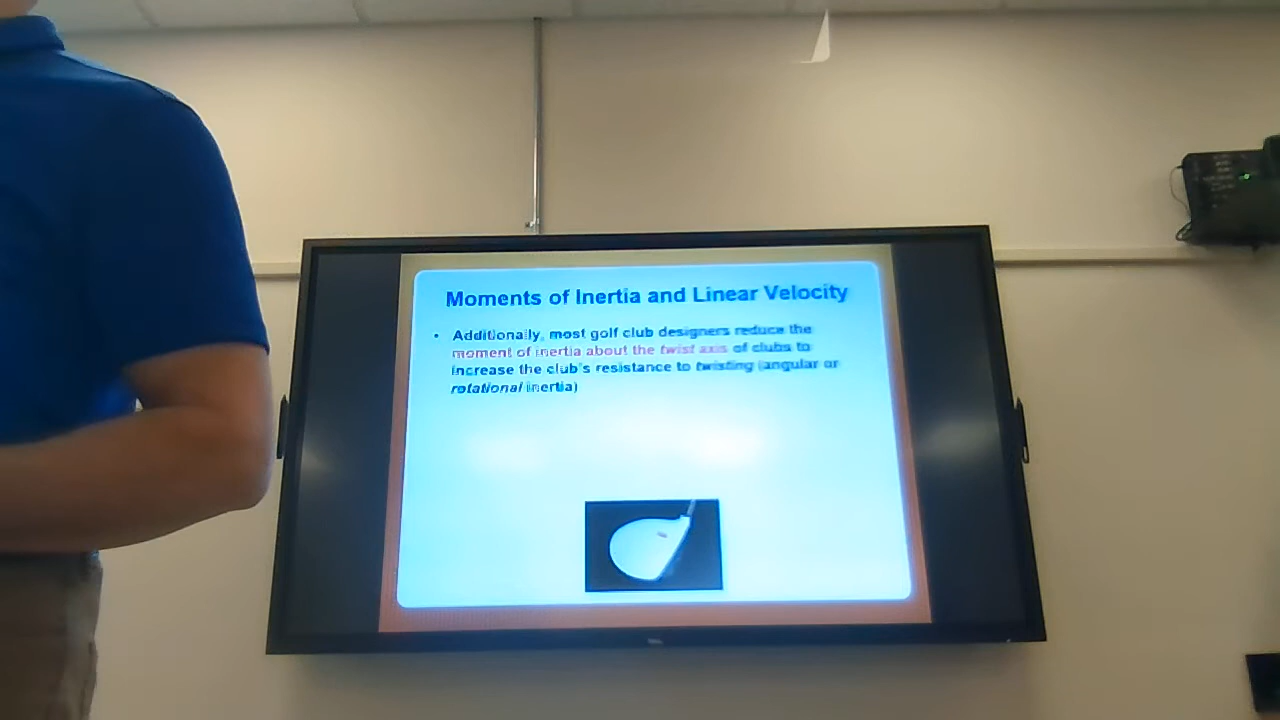 Moments of Inertia and Linear Velocity
• Additionally, most golf club designers reduce the
moment of inertia about the twist axis of clubs to
increase the club's resistance to twisting (angular or
rotational inertia)